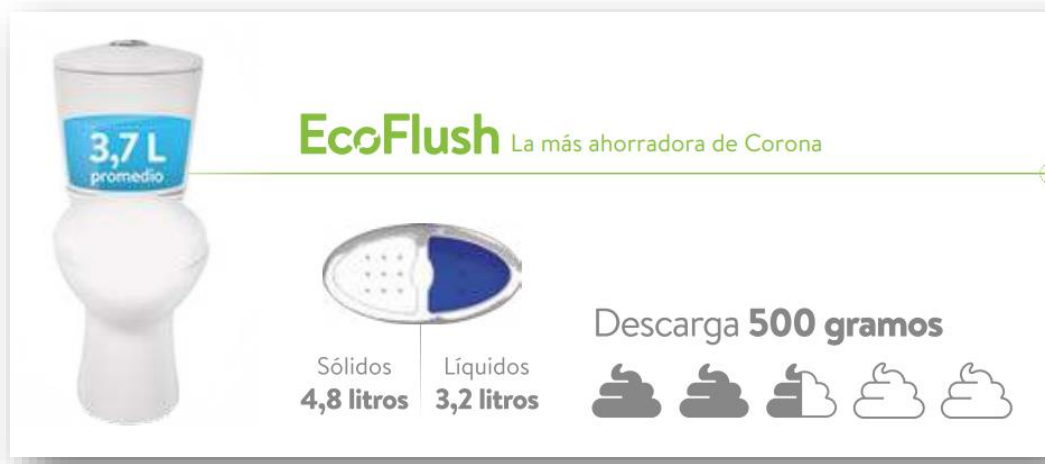 3,7 L
promedio
EcoFlush La más ahorradora de Corona
Sólidos
4,8 litros
Líquidos
3,2 litros
Descarga 500 gramos